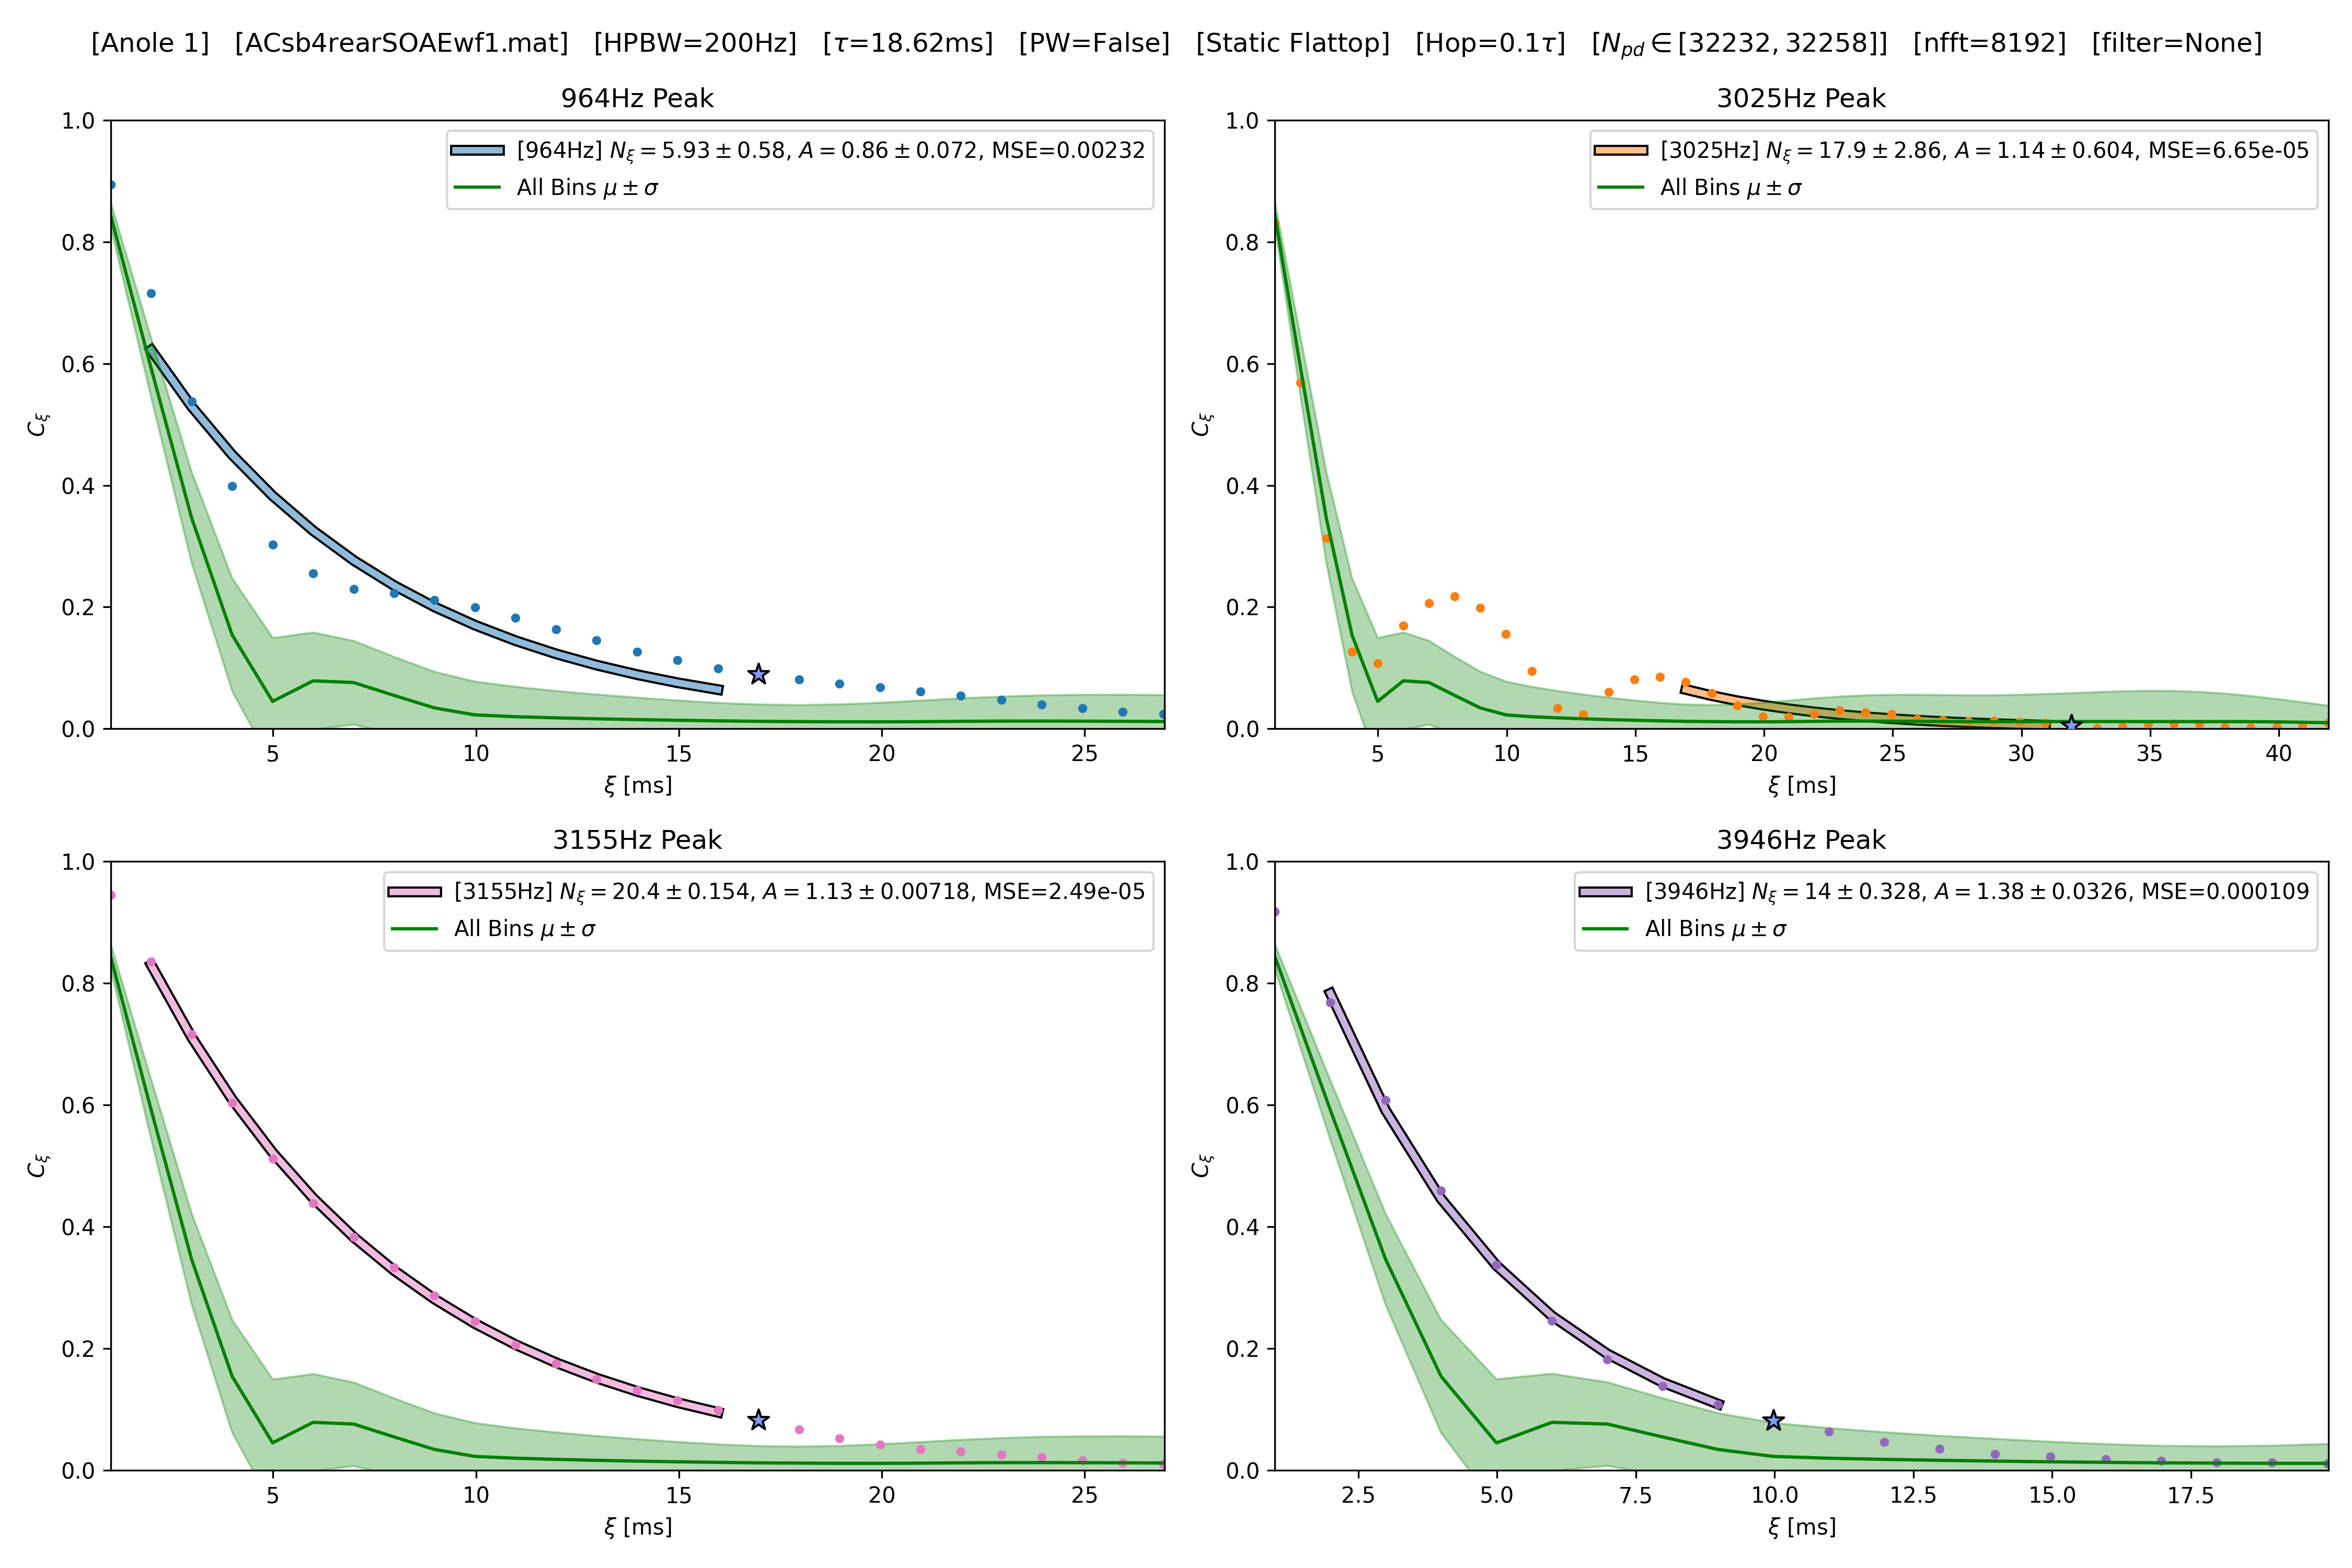 [Anole 1] [ACsb4rearSOAEwf1.mat] [HPBW=200Hz] [τ=18.62ms] [PW=False] [Static Flattop] [Hop=0.1τ] [N_pd ∈ [32232, 32258]] [nfft=8192] [filter=None]
964Hz Peak
[964Hz] N_ξ = 5.93 ± 0.58, A = 0.86 ± 0.072, MSE=0.00232
All Bins μ ± σ
1.0
0.8
0.6
0.4
0.2
0.0
C_ξ
5 10 15 20 25
ξ [ms]
3025Hz Peak
[3025Hz] N_ξ = 17.9 ± 2.86, A = 1.14 ± 0.604, MSE=6.65e-05
All Bins μ ± σ
1.0
0.8
0.6
0.4
0.2
0.0
C_ξ
5 10 15 20 25 30 35 40
ξ [ms]
3155Hz Peak
[3155Hz] N_ξ = 20.4 ± 0.154, A = 1.13 ± 0.00718, MSE=2.49e-05
All Bins μ ± σ
1.0
0.8
0.6
0.4
0.2
0.0
C_ξ
5 10 15 20 25
ξ [ms]
3946Hz Peak
[3946Hz] N_ξ = 14 ± 0.328, A = 1.38 ± 0.0326, MSE=0.000109
All Bins μ ± σ
1.0
0.8
0.6
0.4
0.2
0.0
C_ξ
2.5 5.0 7.5 10.0 12.5 15.0 17.5
ξ [ms]